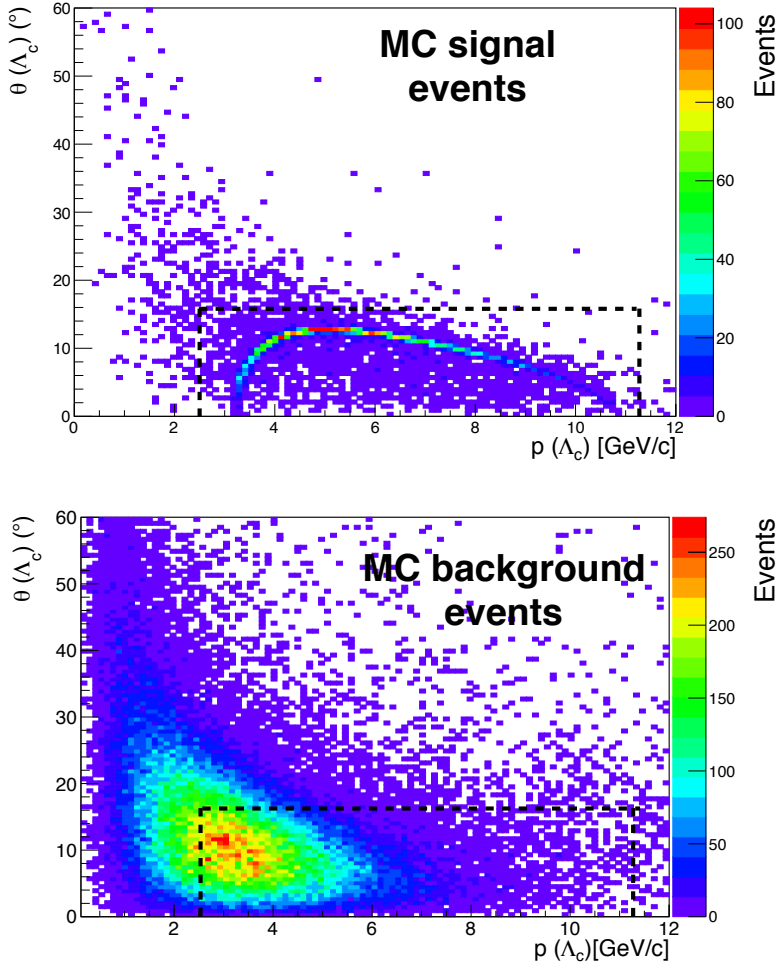 MC signal
events
θ (Λc) (°)
60
50
40
30
20
10
0
0 2 4 6 8 10 12
p (Λc) [GeV/c]
100
80
60
40
20
0
Events
MC background
events
θ (Λc) (°)
60
50
40
30
20
10
0
2 4 6 8 10 12
p (Λc)[GeV/c]
250
200
150
100
50
0
Events